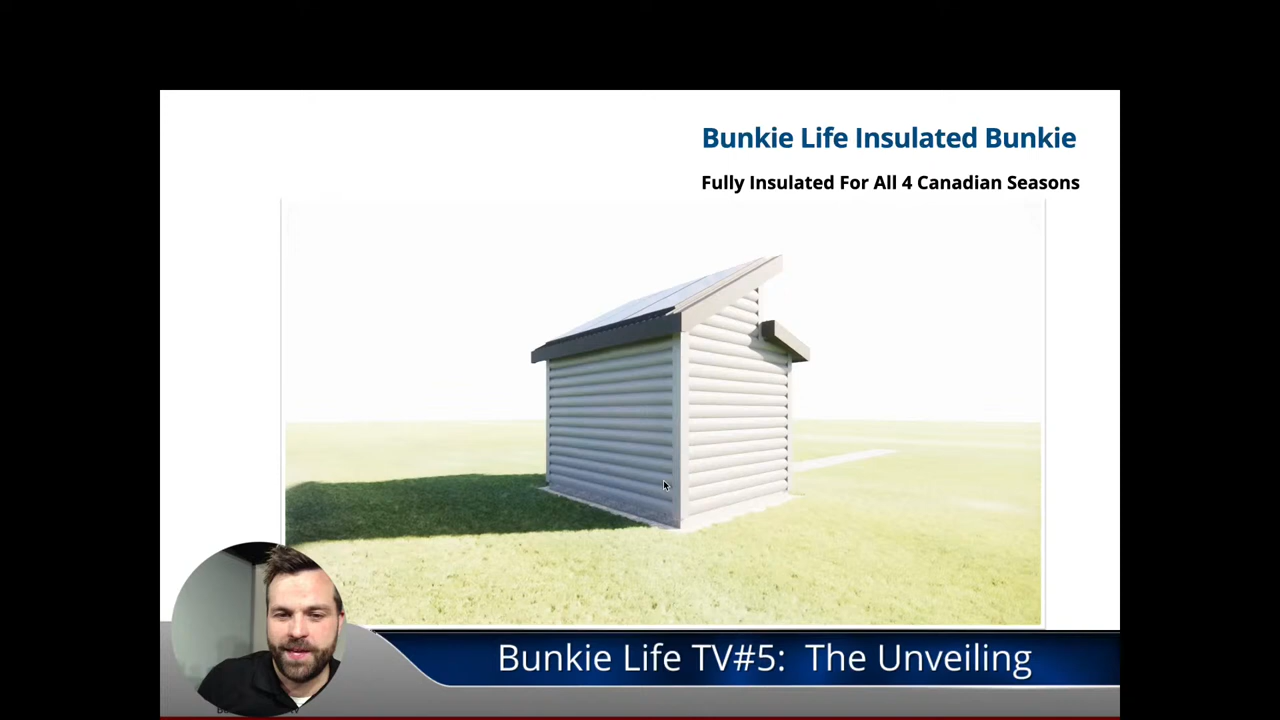 Bunkie Life Insulated Bunkie
Fully Insulated For All 4 Canadian Seasons
Bunkie Life TV#5: The Unveiling